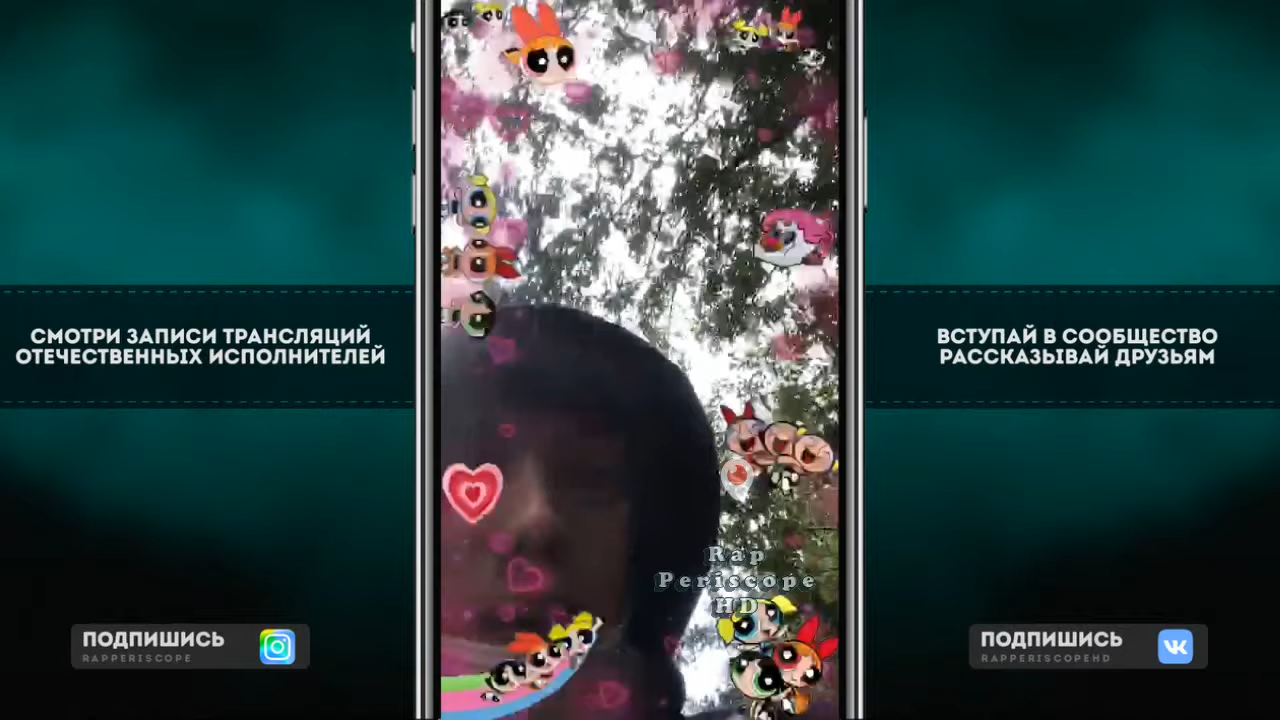 СМОТРИ ЗАПИСИ ТРАНСЛЯЦИЙ
ОТЕЧЕСТВЕННЫХ ИСПОЛНИТЕЛЕЙ
ВСТУПАЙ В СООБЩЕСТВО
РАССКАЗЫВАЙ ДРУЗЬЯМ
Rap
Periscope
HD
ПОДПИШИСЬ
RAPPERISCOPE
ПОДПИШИСЬ
RAPPERISCOPEHD